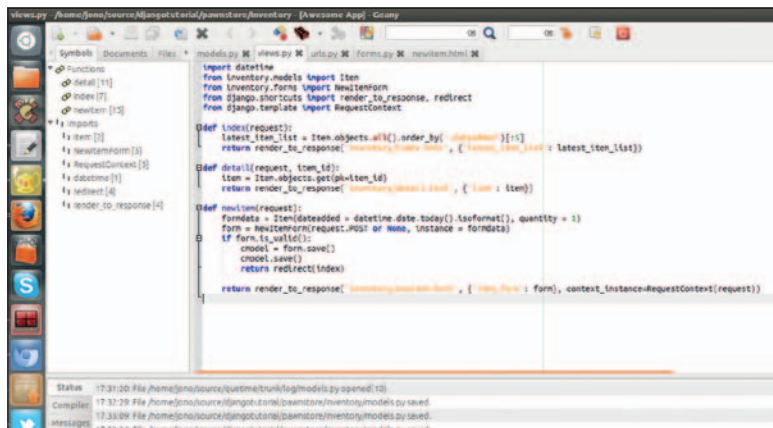 views.py - /home/jono/source/djangotutorial/pawnstore/inventory - [Awesome App] - Geany
Symbols Documents Files
models.py views.py urls.py forms.py newitem.html
Functions
detail [11]
index [7]
newitem [15]
Imports
Item [2]
NewItemForm [3]
RequestContext [5]
datetime [1]
redirect [4]
render_to_response [4]
import datetime
from inventory.models import Item
from inventory.forms import NewItemForm
from django.shortcuts import render_to_response, redirect
from django.template import RequestContext
def index(request):
latest_item_list = Item.objects.all().order_by( )[:5]
return render_to_response( , { : latest_item_list})
def detail(request, item_id):
item = Item.objects.get(pk=item_id)
return render_to_response( , { : item})
def newitem(request):
formdata = Item(dateadded = datetime.date.today().isoformat(), quantity = 1)
form = NewItemForm(request.POST or None, instance = formdata)
if form.is_valid():
cmodel = form.save()
cmodel.save()
return redirect(index)
return render_to_response( , { : form}, context_instance=RequestContext(request))
Status
Compiler
Messages
17:31:20: File /home/jono/source/quetime/trunk/log/models.py opened(10).
17:32:29: File /home/jono/source/djangotutorial/pawnstore/inventory/models.py saved.
17:33:09: File /home/jono/source/djangotutorial/pawnstore/inventory/models.py saved.